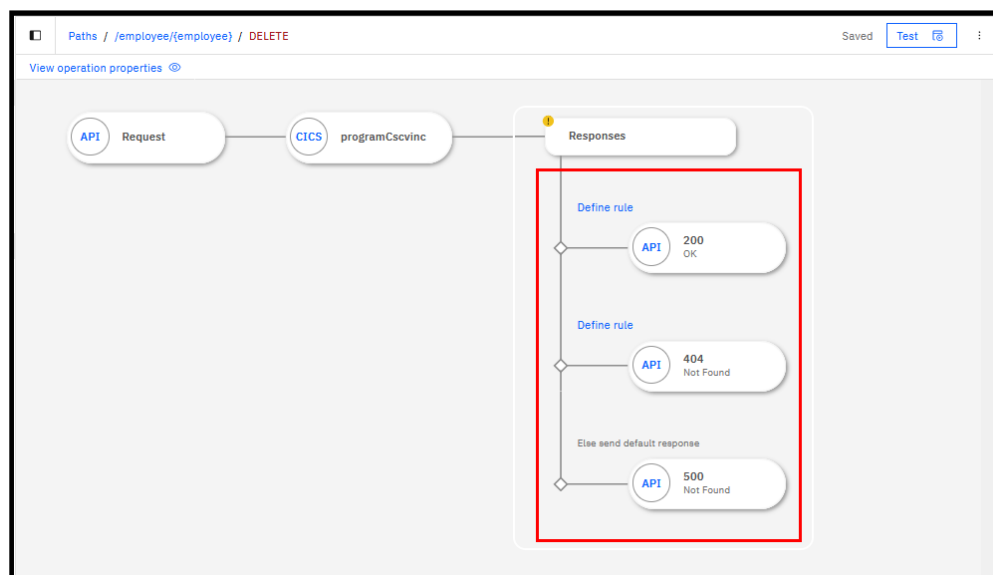 Paths / /employee/{employee} / DELETE
Saved
Test
View operation properties
API Request
CICS programCscvinc
!
Responses
Define rule
API
200
OK
Define rule
API
404
Not Found
Else send default response
API
500
Not Found